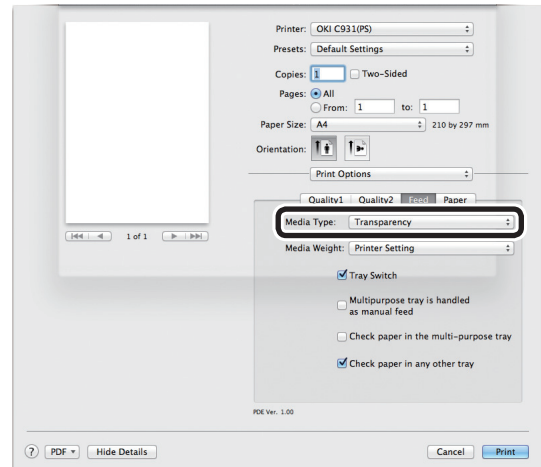 Printer: OKI C931(PS)
Presets: Default Settings
Copies: 1 Two-Sided
Pages: All
From: 1 to: 1
Paper Size: A4 210 by 297 mm
Orientation:
Print Options
Quality1 Quality2 Feed Paper
Media Type: Transparency
1 of 1
Media Weight: Printer Setting
Tray Switch
Multipurpose tray is handled
as manual feed
Check paper in the multi-purpose tray
Check paper in any other tray
PDE Ver. 1.00
? PDF Hide Details Cancel Print